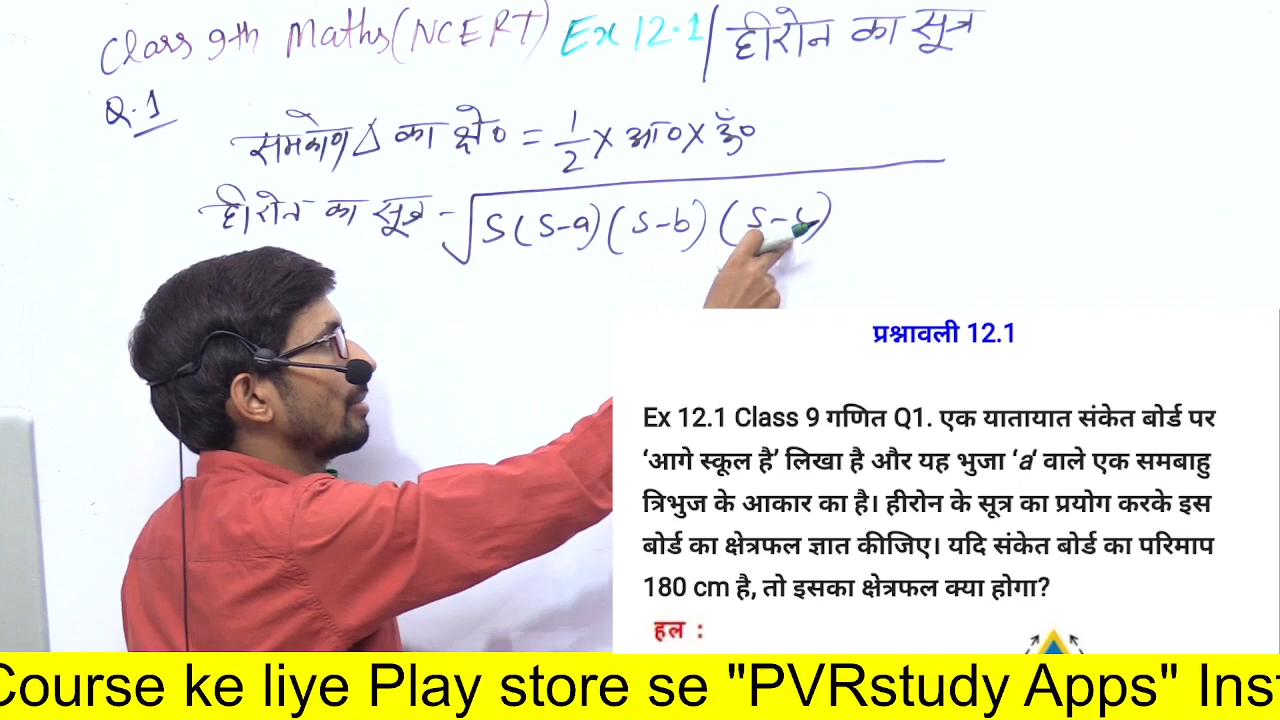 Class 9th Maths (NCERT) Ex 12.1 / हीरोन का सूत्र
Q.1
समकोण △ का क्षे० = 1/2 × आ० × ऊँ०
हीरोन का सूत्र - √S(S-a)(S-b)(S-c)
प्रश्नावली 12.1
Ex 12.1 Class 9 गणित Q1. एक यातायात संकेत बोर्ड पर
‘आगे स्कूल है’ लिखा है और यह भुजा ‘a‘ वाले एक समबाहु
त्रिभुज के आकार का है। हीरोन के सूत्र का प्रयोग करके इस
बोर्ड का क्षेत्रफल ज्ञात कीजिए। यदि संकेत बोर्ड का परिमाप
180 cm है, तो इसका क्षेत्रफल क्या होगा?
हल :
Course ke liye Play store se "PVRstudy Apps" Inst